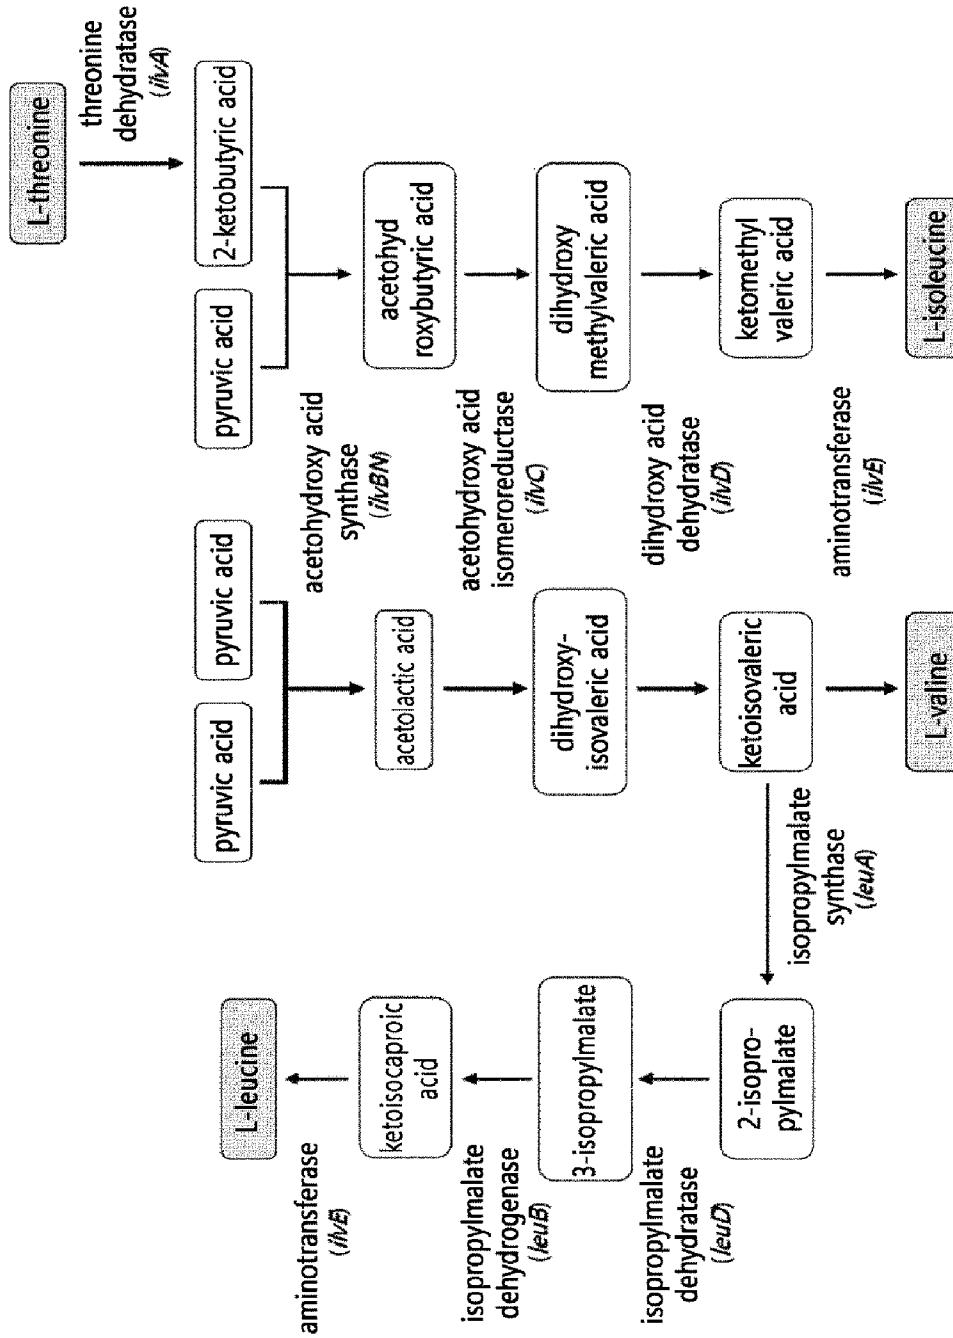 L-threonine
threonine
dehydratase
(ilvA)
pyruvic acid
pyruvic acid
pyruvic acid
2-ketobutyric acid
acetohydroxy acid
synthase
(ilvBN)
acetolactic acid
acetohyd
roxybutyric acid
acetohydroxy acid
isomeroreductase
(ilvC)
dihydroxy-
isovaleric acid
dihydroxy
methylvaleric acid
dihydroxy acid
dehydratase
(ilvD)
ketoisovaleric
acid
ketomethyl
valeric acid
aminotransferase
(ilvE)
L-valine
L-isoleucine
isopropylmalate
synthase
(leuA)
2-isopro-
pylmalate
isopropylmalate
dehydratase
(leuD)
3-isopropylmalate
isopropylmalate
dehydrogenase
(leuB)
ketoisocaproic
acid
aminotransferase
(ilvE)
L-leucine